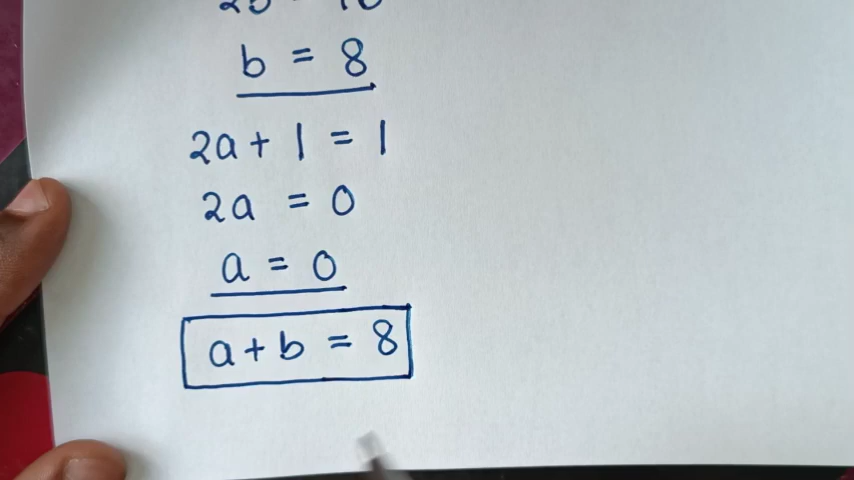 b = 8
2a + 1 = 1
2a = 0
a = 0
a + b = 8